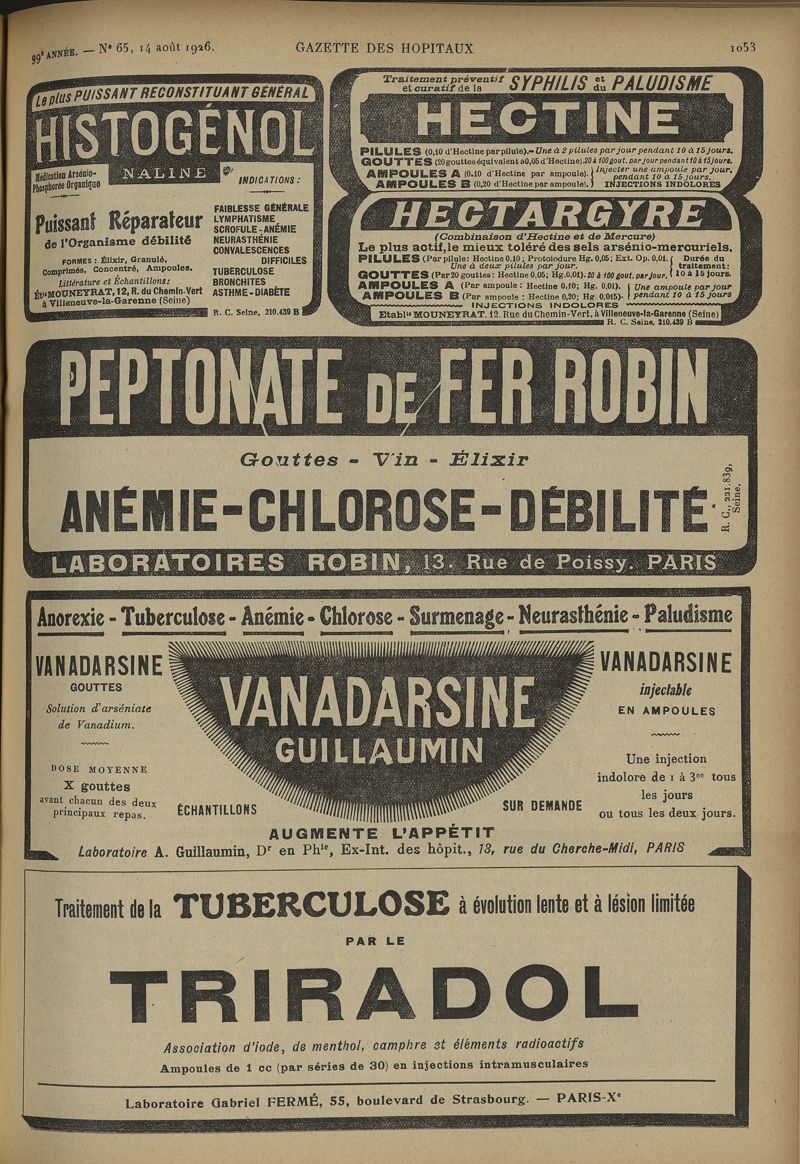 99e ANNÉE. — N° 65, 14 août 1926.
GAZETTE DES HOPITAUX
1053
Le plus PUISSANT RECONSTITUANT GÉNÉRAL
HISTOGÉNOL
NALINE
Médication Arsénio-
Phosphorée Organique
INDICATIONS :
Puissant Réparateur
de l'Organisme débilité
FORMES : Élixir, Granulé,
Comprimés, Concentré, Ampoules.
Littérature et Échantillons:
Éts MOUNEYRAT, 12, R. du Chemin-Vert
à Villeneuve-la-Garenne (Seine)
FAIBLESSE GÉNÉRALE
LYMPHATISME
SCROFULE - ANÉMIE
NEURASTHÉNIE
CONVALESCENCES
DIFFICILES
TUBERCULOSE
BRONCHITES
ASTHME - DIABÈTE
R. C. Seine, 210.439 B
Traitement préventif et curatif de la SYPHILIS et du PALUDISME
HECTINE
PILULES (0,10 d'Hectine par pilule).- Une à 2 pilules par jour pendant 10 à 15 jours.
GOUTTES (20 gouttes équivalent à 0,05 d'Hectine). 20 à 100 gout. par jour pendant 10 à 15 jours.
AMPOULES A (0.10 d'Hectine par ampoule). Injecter une ampoule par jour,
AMPOULES B (0,20 d'Hectine par ampoule). pendant 10 à 15 jours.
INJECTIONS INDOLORES
HECTARGYRE
(Combinaison d'Hectine et de Mercure)
Le plus actif, le mieux toléré des sels arsénio-mercuriels.
PILULES (Par pilule: Hectine 0.10; Protoiodure Hg. 0,05; Ext. Op. 0,01.
Une à deux pilules par jour.
GOUTTES (Par 20 gouttes : Hectine 0,05; Hg. 0,01). 20 à 100 gout. par jour.
Durée du
traitement:
10 à 15 jours.
AMPOULES A (Par ampoule : Hectine 0,10; Hg. 0,01).
AMPOULES B (Par ampoule : Hectine 0,20; Hg. 0,015).
Une ampoule par jour
pendant 10 à 15 jours
INJECTIONS INDOLORES
Etablts MOUNEYRAT, 12, Rue du Chemin-Vert, à Villeneuve-la-Garenne (Seine)
R. C. Seine, 210.439 B
PEPTONATE DE FER ROBIN
Gouttes - Vin - Élixir
ANÉMIE - CHLOROSE - DÉBILITÉ
R. C., 221.839,
Seine.
LABORATOIRES ROBIN, 13. Rue de Poissy. PARIS
Anorexie - Tuberculose - Anémie - Chlorose - Surmenage - Neurasthénie - Paludisme
VANADARSINE
GOUTTES
Solution d'arséniate
de Vanadium.
DOSE MOYENNE
X gouttes
avant chacun des deux
principaux repas.
VANADARSINE
GUILLAUMIN
ÉCHANTILLONS
SUR DEMANDE
VANADARSINE
injectable
EN AMPOULES
Une injection
indolore de 1 à 3cc tous
les jours
ou tous les deux jours.
AUGMENTE L'APPÉTIT
Laboratoire A. Guillaumin, Dr en Phie, Ex-Int. des hôpit., 13, rue du Cherche-Midi, PARIS
Traitement de la TUBERCULOSE à évolution lente et à lésion limitée
PAR LE
TRIRADOL
Association d'iode, de menthol, camphre et éléments radioactifs
Ampoules de 1 cc (par séries de 30) en injections intramusculaires
Laboratoire Gabriel FERMÉ, 55, boulevard de Strasbourg. — PARIS-Xe